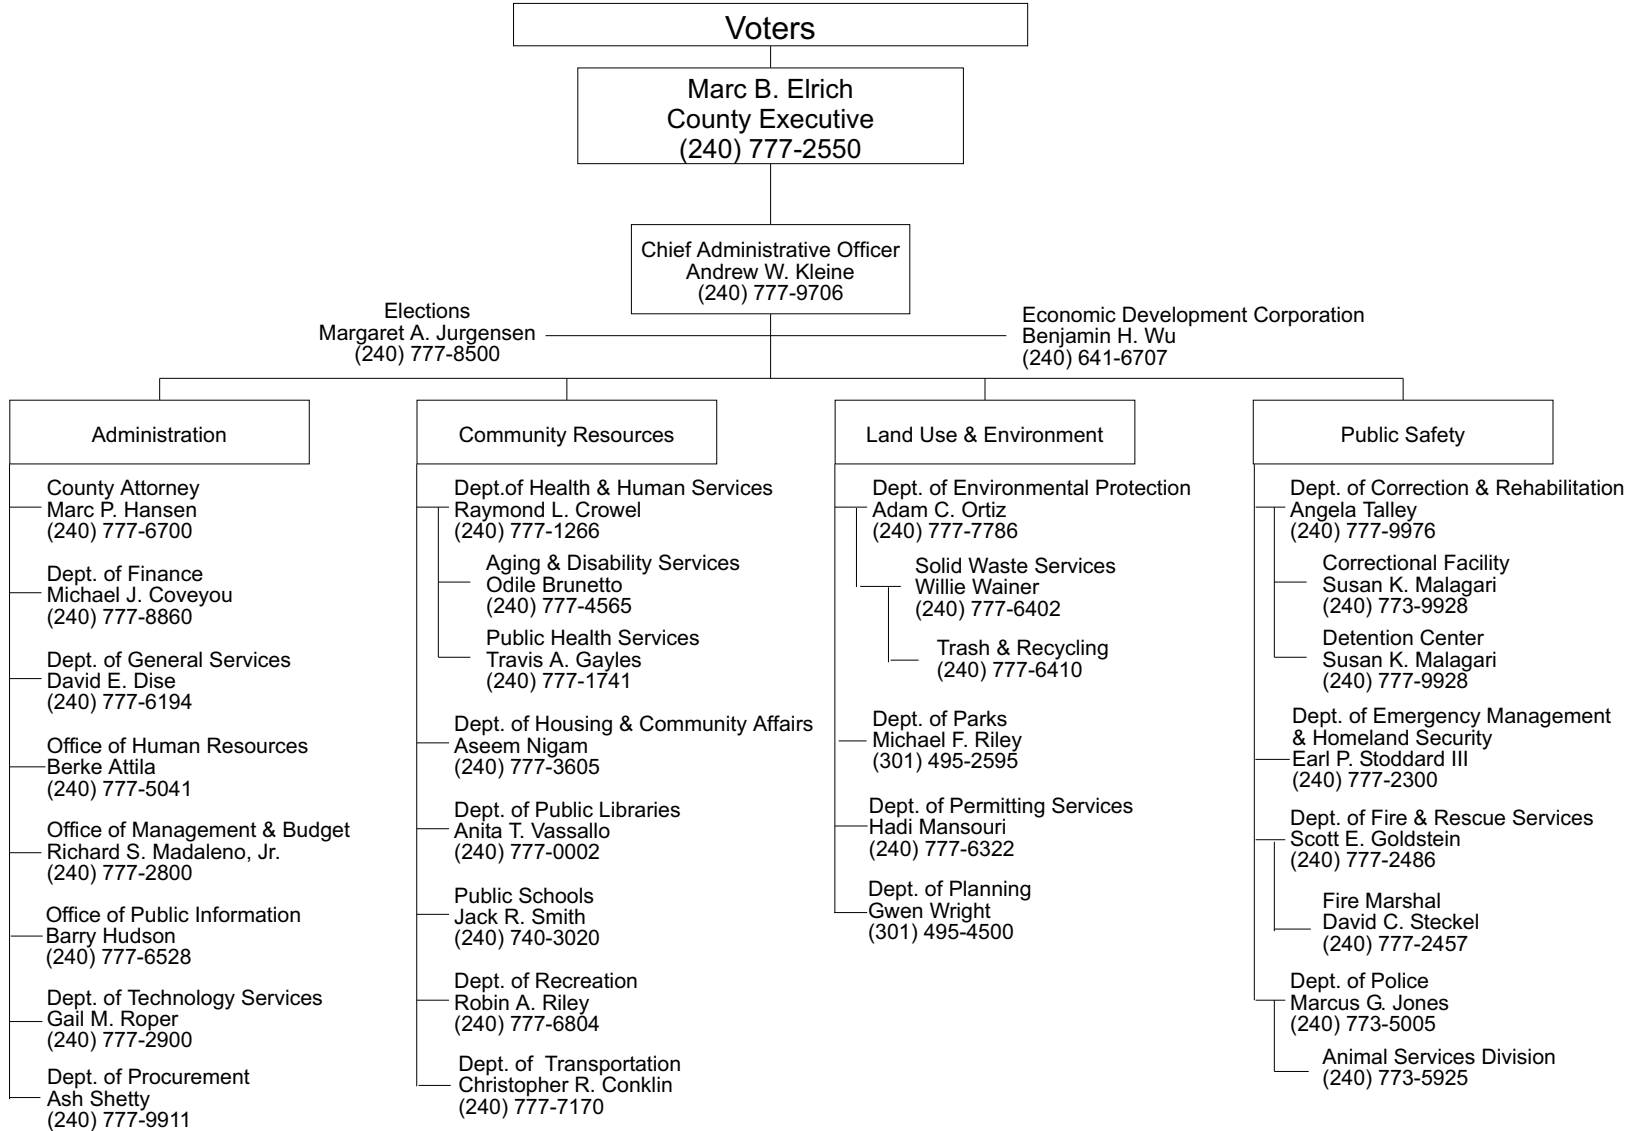 Voters
Marc B. Elrich
County Executive
(240) 777-2550
Chief Administrative Officer
Andrew W. Kleine
(240) 777-9706
Elections
Margaret A. Jurgensen
(240) 777-8500
Economic Development Corporation
Benjamin H. Wu
(240) 641-6707
Administration
County Attorney
Marc P. Hansen
(240) 777-6700
Dept. of Finance
Michael J. Coveyou
(240) 777-8860
Dept. of General Services
David E. Dise
(240) 777-6194
Office of Human Resources
Berke Attila
(240) 777-5041
Office of Management & Budget
Richard S. Madaleno, Jr.
(240) 777-2800
Office of Public Information
Barry Hudson
(240) 777-6528
Dept. of Technology Services
Gail M. Roper
(240) 777-2900
Dept. of Procurement
Ash Shetty
(240) 777-9911
Community Resources
Dept.of Health & Human Services
Raymond L. Crowel
(240) 777-1266
Aging & Disability Services
Odile Brunetto
(240) 777-4565
Public Health Services
Travis A. Gayles
(240) 777-1741
Dept. of Housing & Community Affairs
Aseem Nigam
(240) 777-3605
Dept. of Public Libraries
Anita T. Vassallo
(240) 777-0002
Public Schools
Jack R. Smith
(240) 740-3020
Dept. of Recreation
Robin A. Riley
(240) 777-6804
Dept. of Transportation
Christopher R. Conklin
(240) 777-7170
Land Use & Environment
Dept. of Environmental Protection
Adam C. Ortiz
(240) 777-7786
Solid Waste Services
Willie Wainer
(240) 777-6402
Trash & Recycling
(240) 777-6410
Dept. of Parks
Michael F. Riley
(301) 495-2595
Dept. of Permitting Services
Hadi Mansouri
(240) 777-6322
Dept. of Planning
Gwen Wright
(301) 495-4500
Public Safety
Dept. of Correction & Rehabilitation
Angela Talley
(240) 777-9976
Correctional Facility
Susan K. Malagari
(240) 773-9928
Detention Center
Susan K. Malagari
(240) 777-9928
Dept. of Emergency Management
& Homeland Security
Earl P. Stoddard III
(240) 777-2300
Dept. of Fire & Rescue Services
Scott E. Goldstein
(240) 777-2486
Fire Marshal
David C. Steckel
(240) 777-2457
Dept. of Police
Marcus G. Jones
(240) 773-5005
Animal Services Division
(240) 773-5925